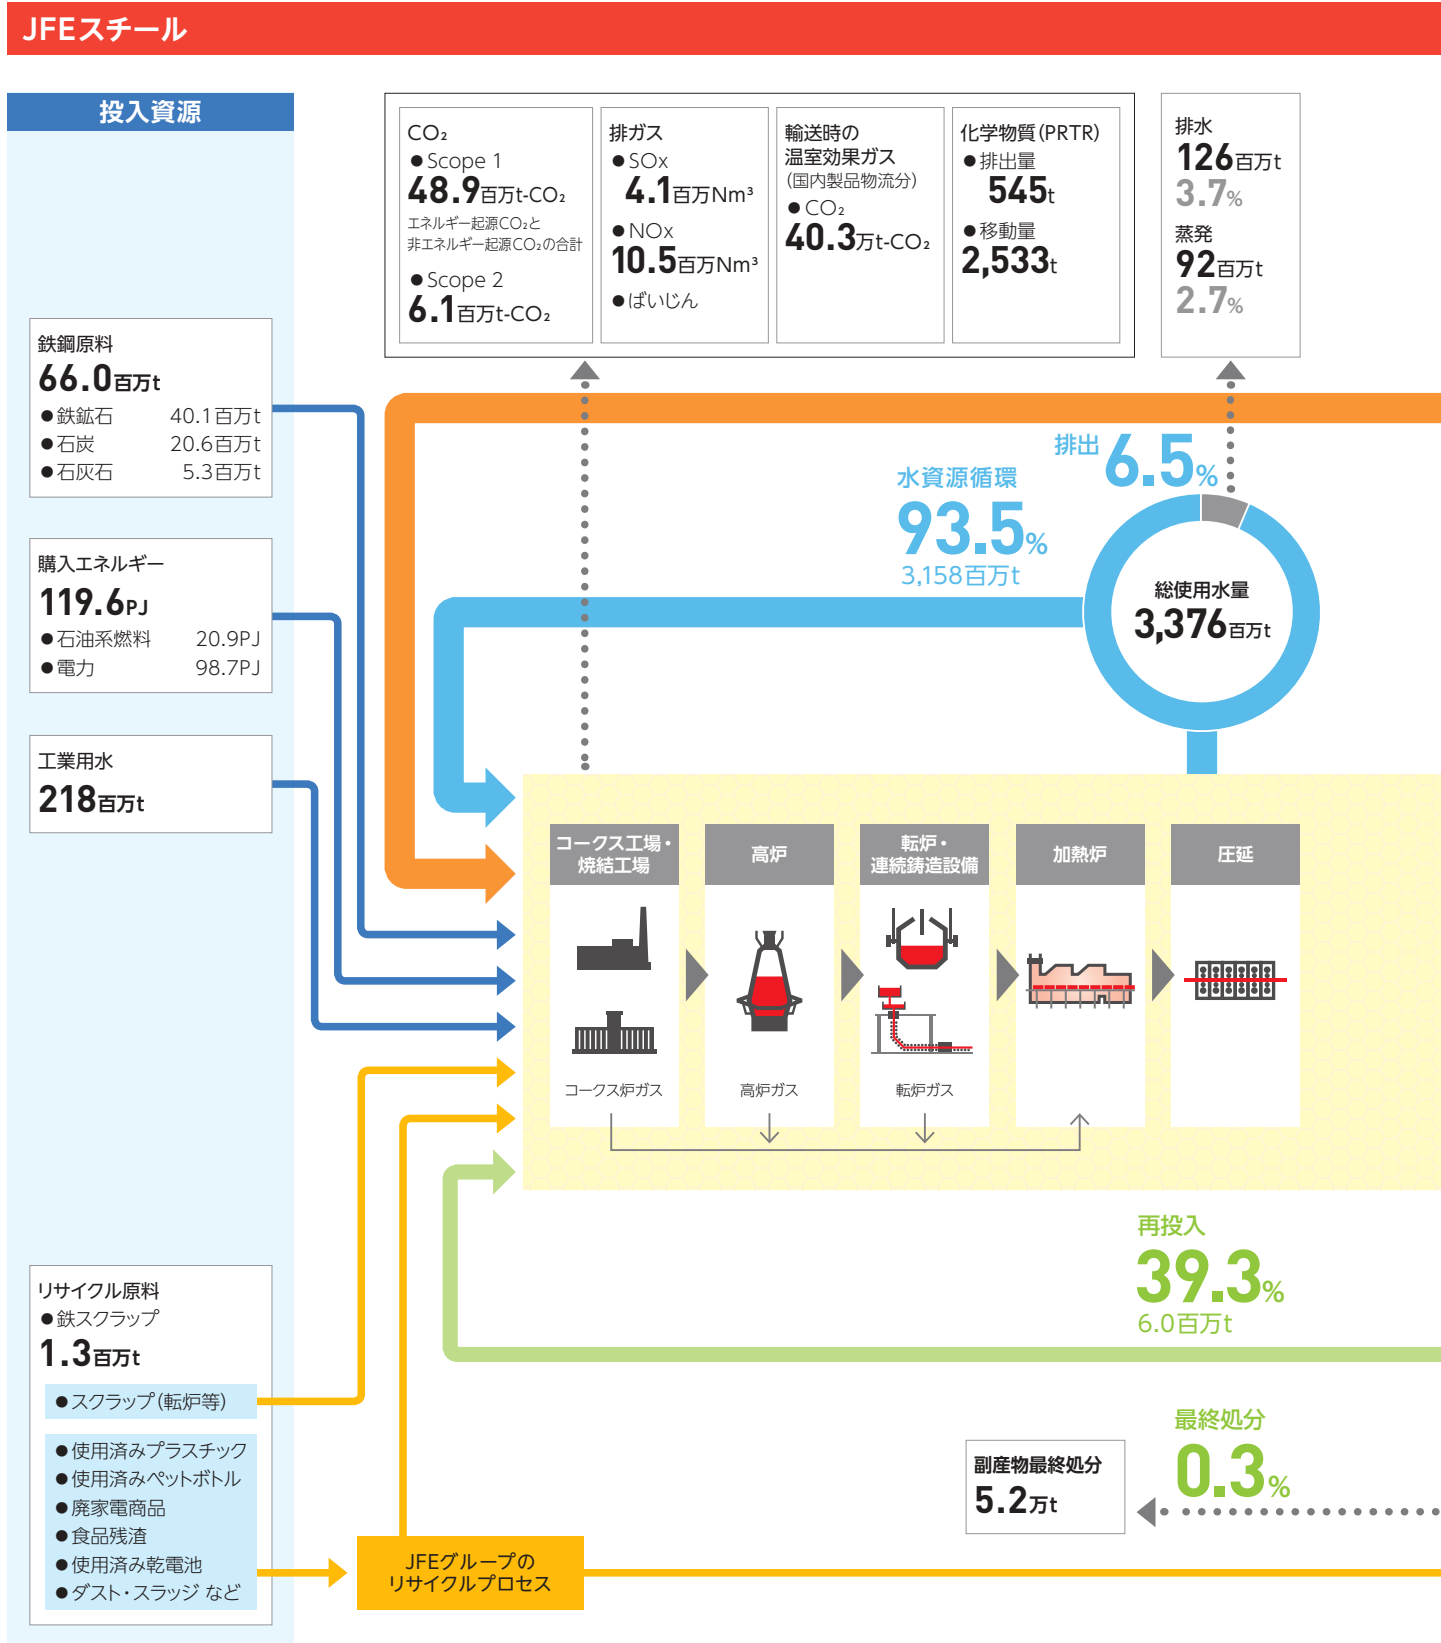 JFEスチール
投入資源
鉄鋼原料
66.0百万t
●鉄鉱石 40.1百万t
●石炭 20.6百万t
●石灰石 5.3百万t
購入エネルギー
119.6PJ
●石油系燃料 20.9PJ
●電力 98.7PJ
工業用水
218百万t
リサイクル原料
●鉄スクラップ
1.3百万t
●スクラップ(転炉等)
●使用済みプラスチック
●使用済みペットボトル
●廃家電商品
●食品残渣
●使用済み乾電池
●ダスト・スラッジ など
CO₂
●Scope 1
48.9百万t-CO₂
エネルギー起源CO₂と
非エネルギー起源CO₂の合計
●Scope 2
6.1百万t-CO₂
排ガス
●SOx
4.1百万Nm³
●NOx
10.5百万Nm³
●ばいじん
輸送時の
温室効果ガス
(国内製品物流分)
●CO₂
40.3万t-CO₂
化学物質(PRTR)
●排出量
545t
●移動量
2,533t
排水
126百万t
3.7%
蒸発
92百万t
2.7%
排出 6.5%
水資源循環
93.5%
3,158百万t
総使用水量
3,376百万t
コークス工場・
焼結工場
高炉
転炉・
連続鋳造設備
加熱炉
圧延
コークス炉ガス
高炉ガス
転炉ガス
再投入
39.3%
6.0百万t
最終処分
0.3%
副産物最終処分
5.2万t
JFEグループの
リサイクルプロセス